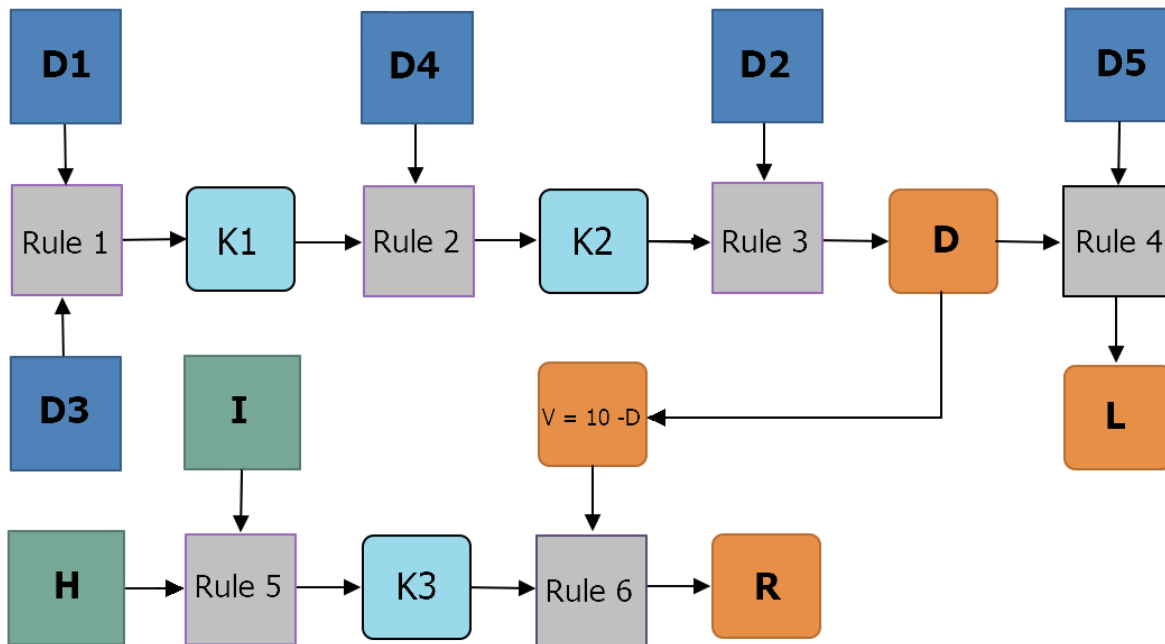 D1
D4
D2
D5
Rule 1
K1
Rule 2
K2
Rule 3
D
Rule 4
D3
I
V = 10 -D
L
H
Rule 5
K3
Rule 6
R